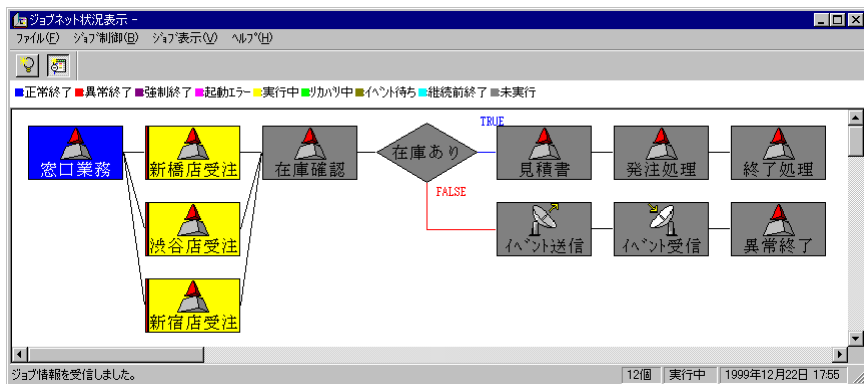 ジョブネット状況表示 -
ファイル(F) ジョブ制御(B) ジョブ表示(V) ヘルプ(H)
■正常終了 ■異常終了 ■強制終了 ■起動エラー ■実行中 ■リカバリ中 ■イベント待ち ■継続前終了 ■未実行
TRUE
窓口業務 新橋店受注 在庫確認 在庫あり 見積書 発注処理 終了処理
FALSE
渋谷店受注 イベント送信 イベント受信 異常終了
新宿店受注
ジョブ情報を受信しました。 12個 実行中 1999年12月22日 17:55